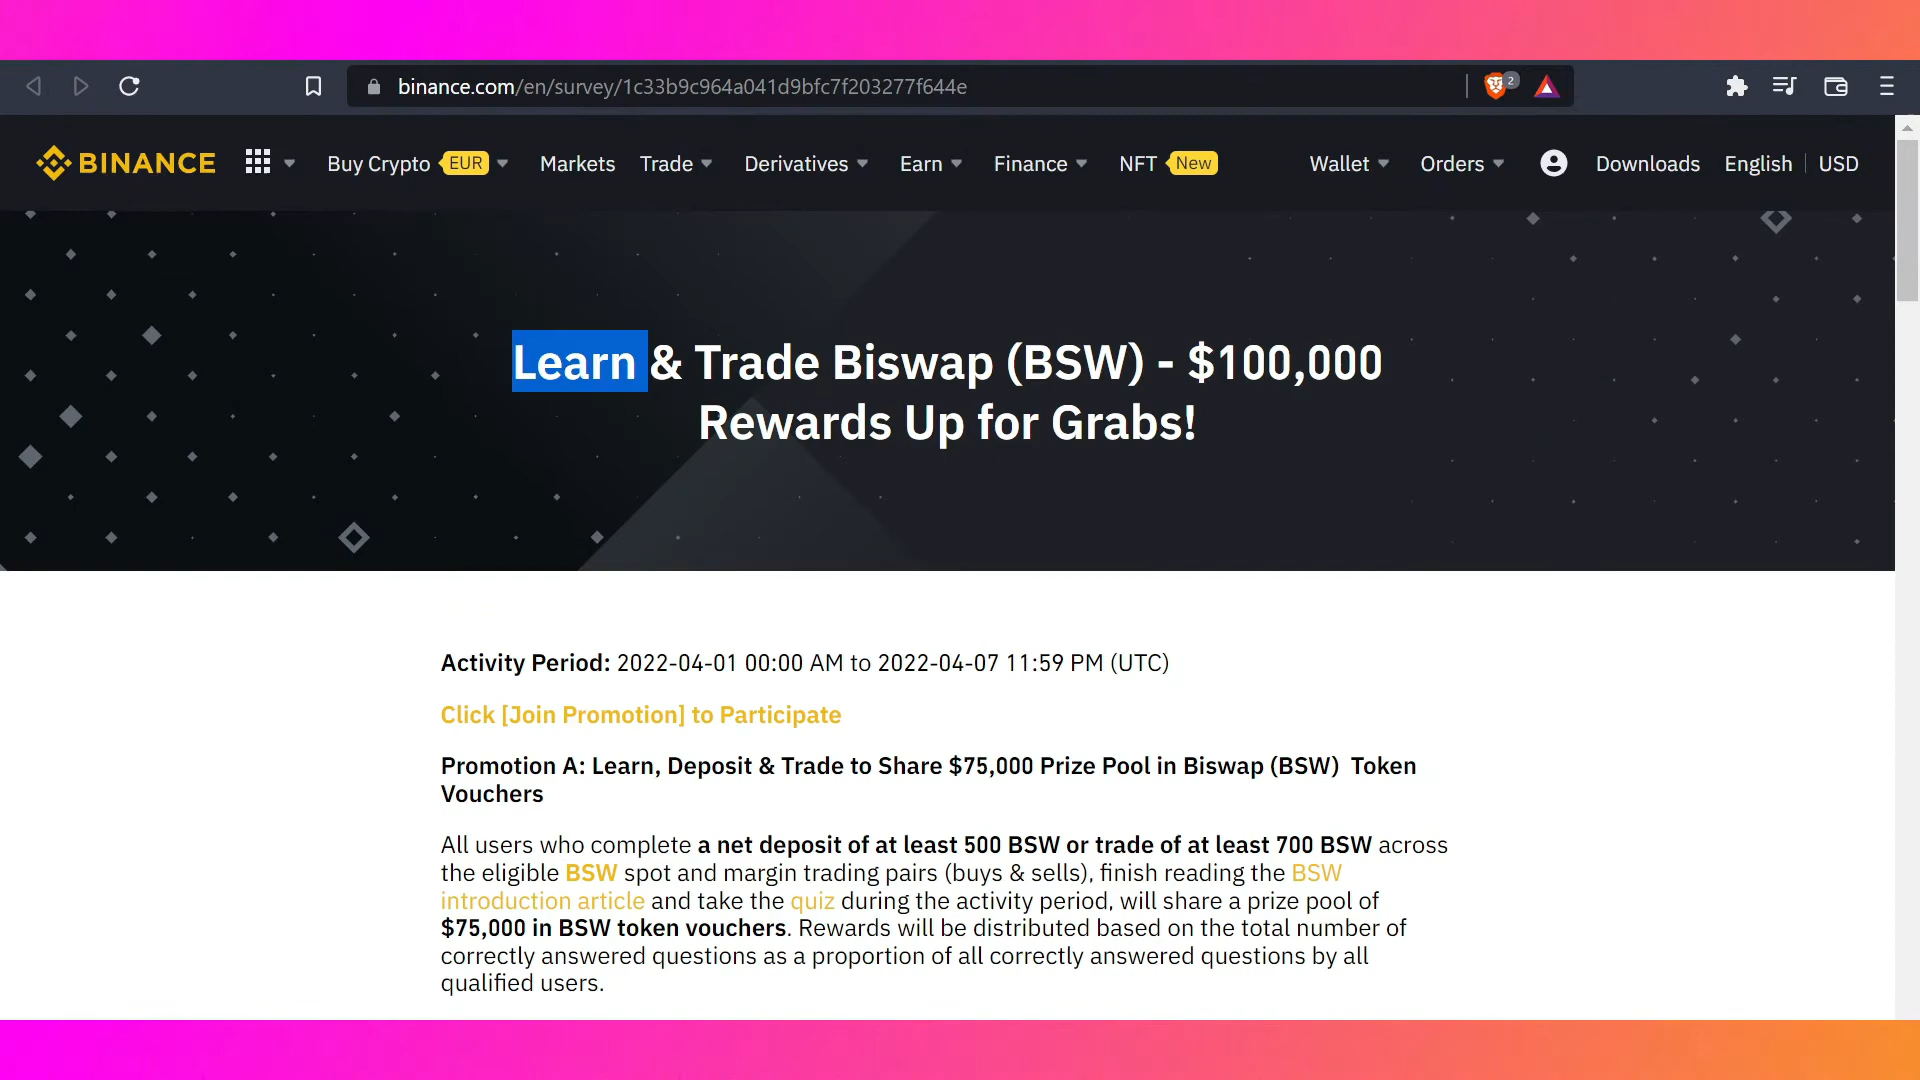 binance.com/en/survey/1c33b9c964a041d9bfc7f203277f644e
2
BINANCE Buy Crypto EUR Markets Trade Derivatives Earn Finance NFT New Wallet Orders Downloads English USD
Learn & Trade Biswap (BSW) - $100,000
Rewards Up for Grabs!
Activity Period: 2022-04-01 00:00 AM to 2022-04-07 11:59 PM (UTC)
Click [Join Promotion] to Participate
Promotion A: Learn, Deposit & Trade to Share $75,000 Prize Pool in Biswap (BSW) Token
Vouchers
All users who complete a net deposit of at least 500 BSW or trade of at least 700 BSW across
the eligible BSW spot and margin trading pairs (buys & sells), finish reading the BSW
introduction article and take the quiz during the activity period, will share a prize pool of
$75,000 in BSW token vouchers. Rewards will be distributed based on the total number of
correctly answered questions as a proportion of all correctly answered questions by all
qualified users.